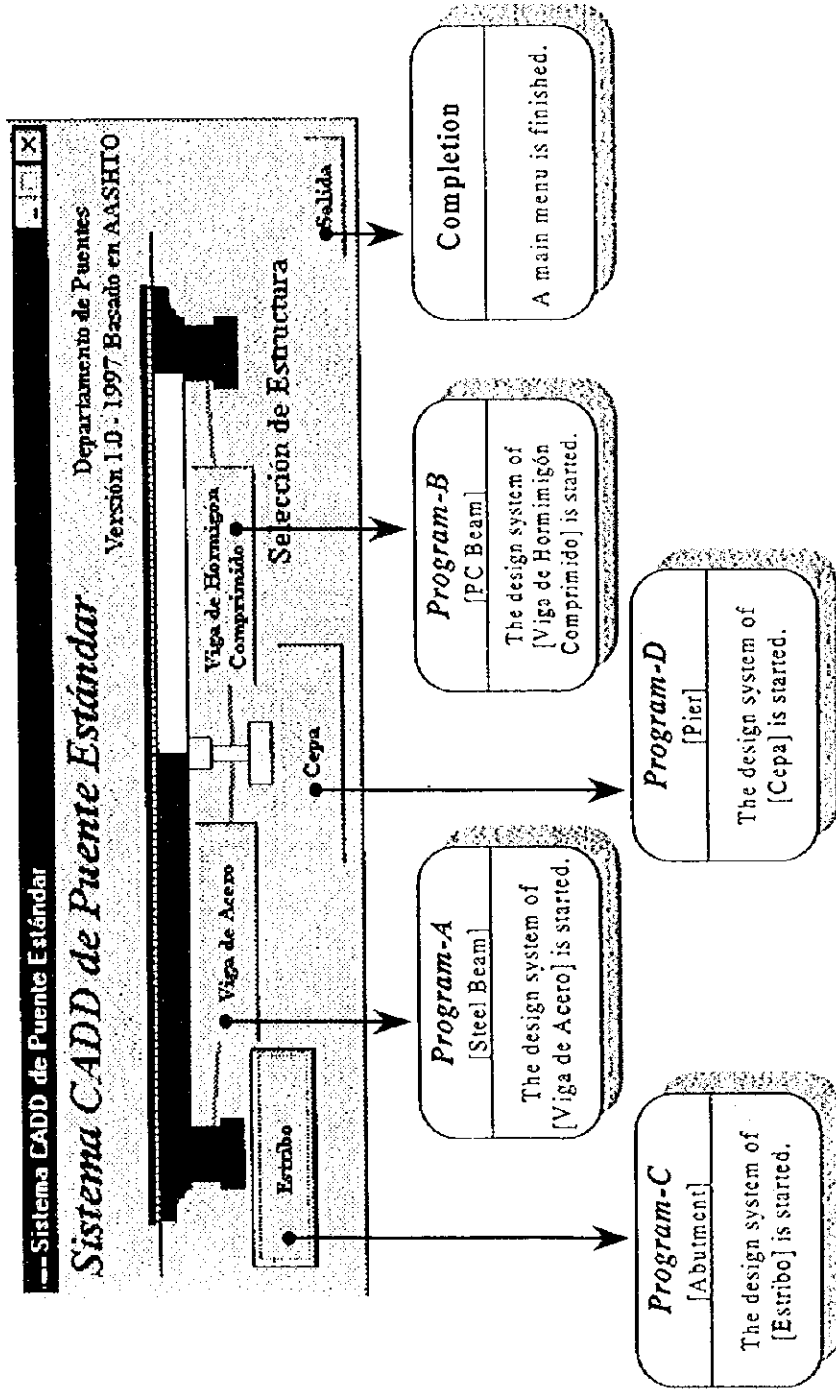 Sistema CADD de Puente Estándar
Sistema CADD de Puente Estándar
Departamento de Puentes
Versión 1.0 - 1997 Basado en AASHTO
Estribo
Viga de Acero
Cepa
Viga de Hormigón
Comprimido
Selección de Estructura
Salida
Program-A
[Steel Beam]
The design system of
[Viga de Acero] is started.
Program-B
[PC Beam]
The design system of
[Viga de Hormimigón
Comprimido] is started.
Completion
A main menu is finished.
Program-C
[Abutment]
The design system of
[Estribo] is started.
Program-D
[Pier]
The design system of
[Cepa] is started.